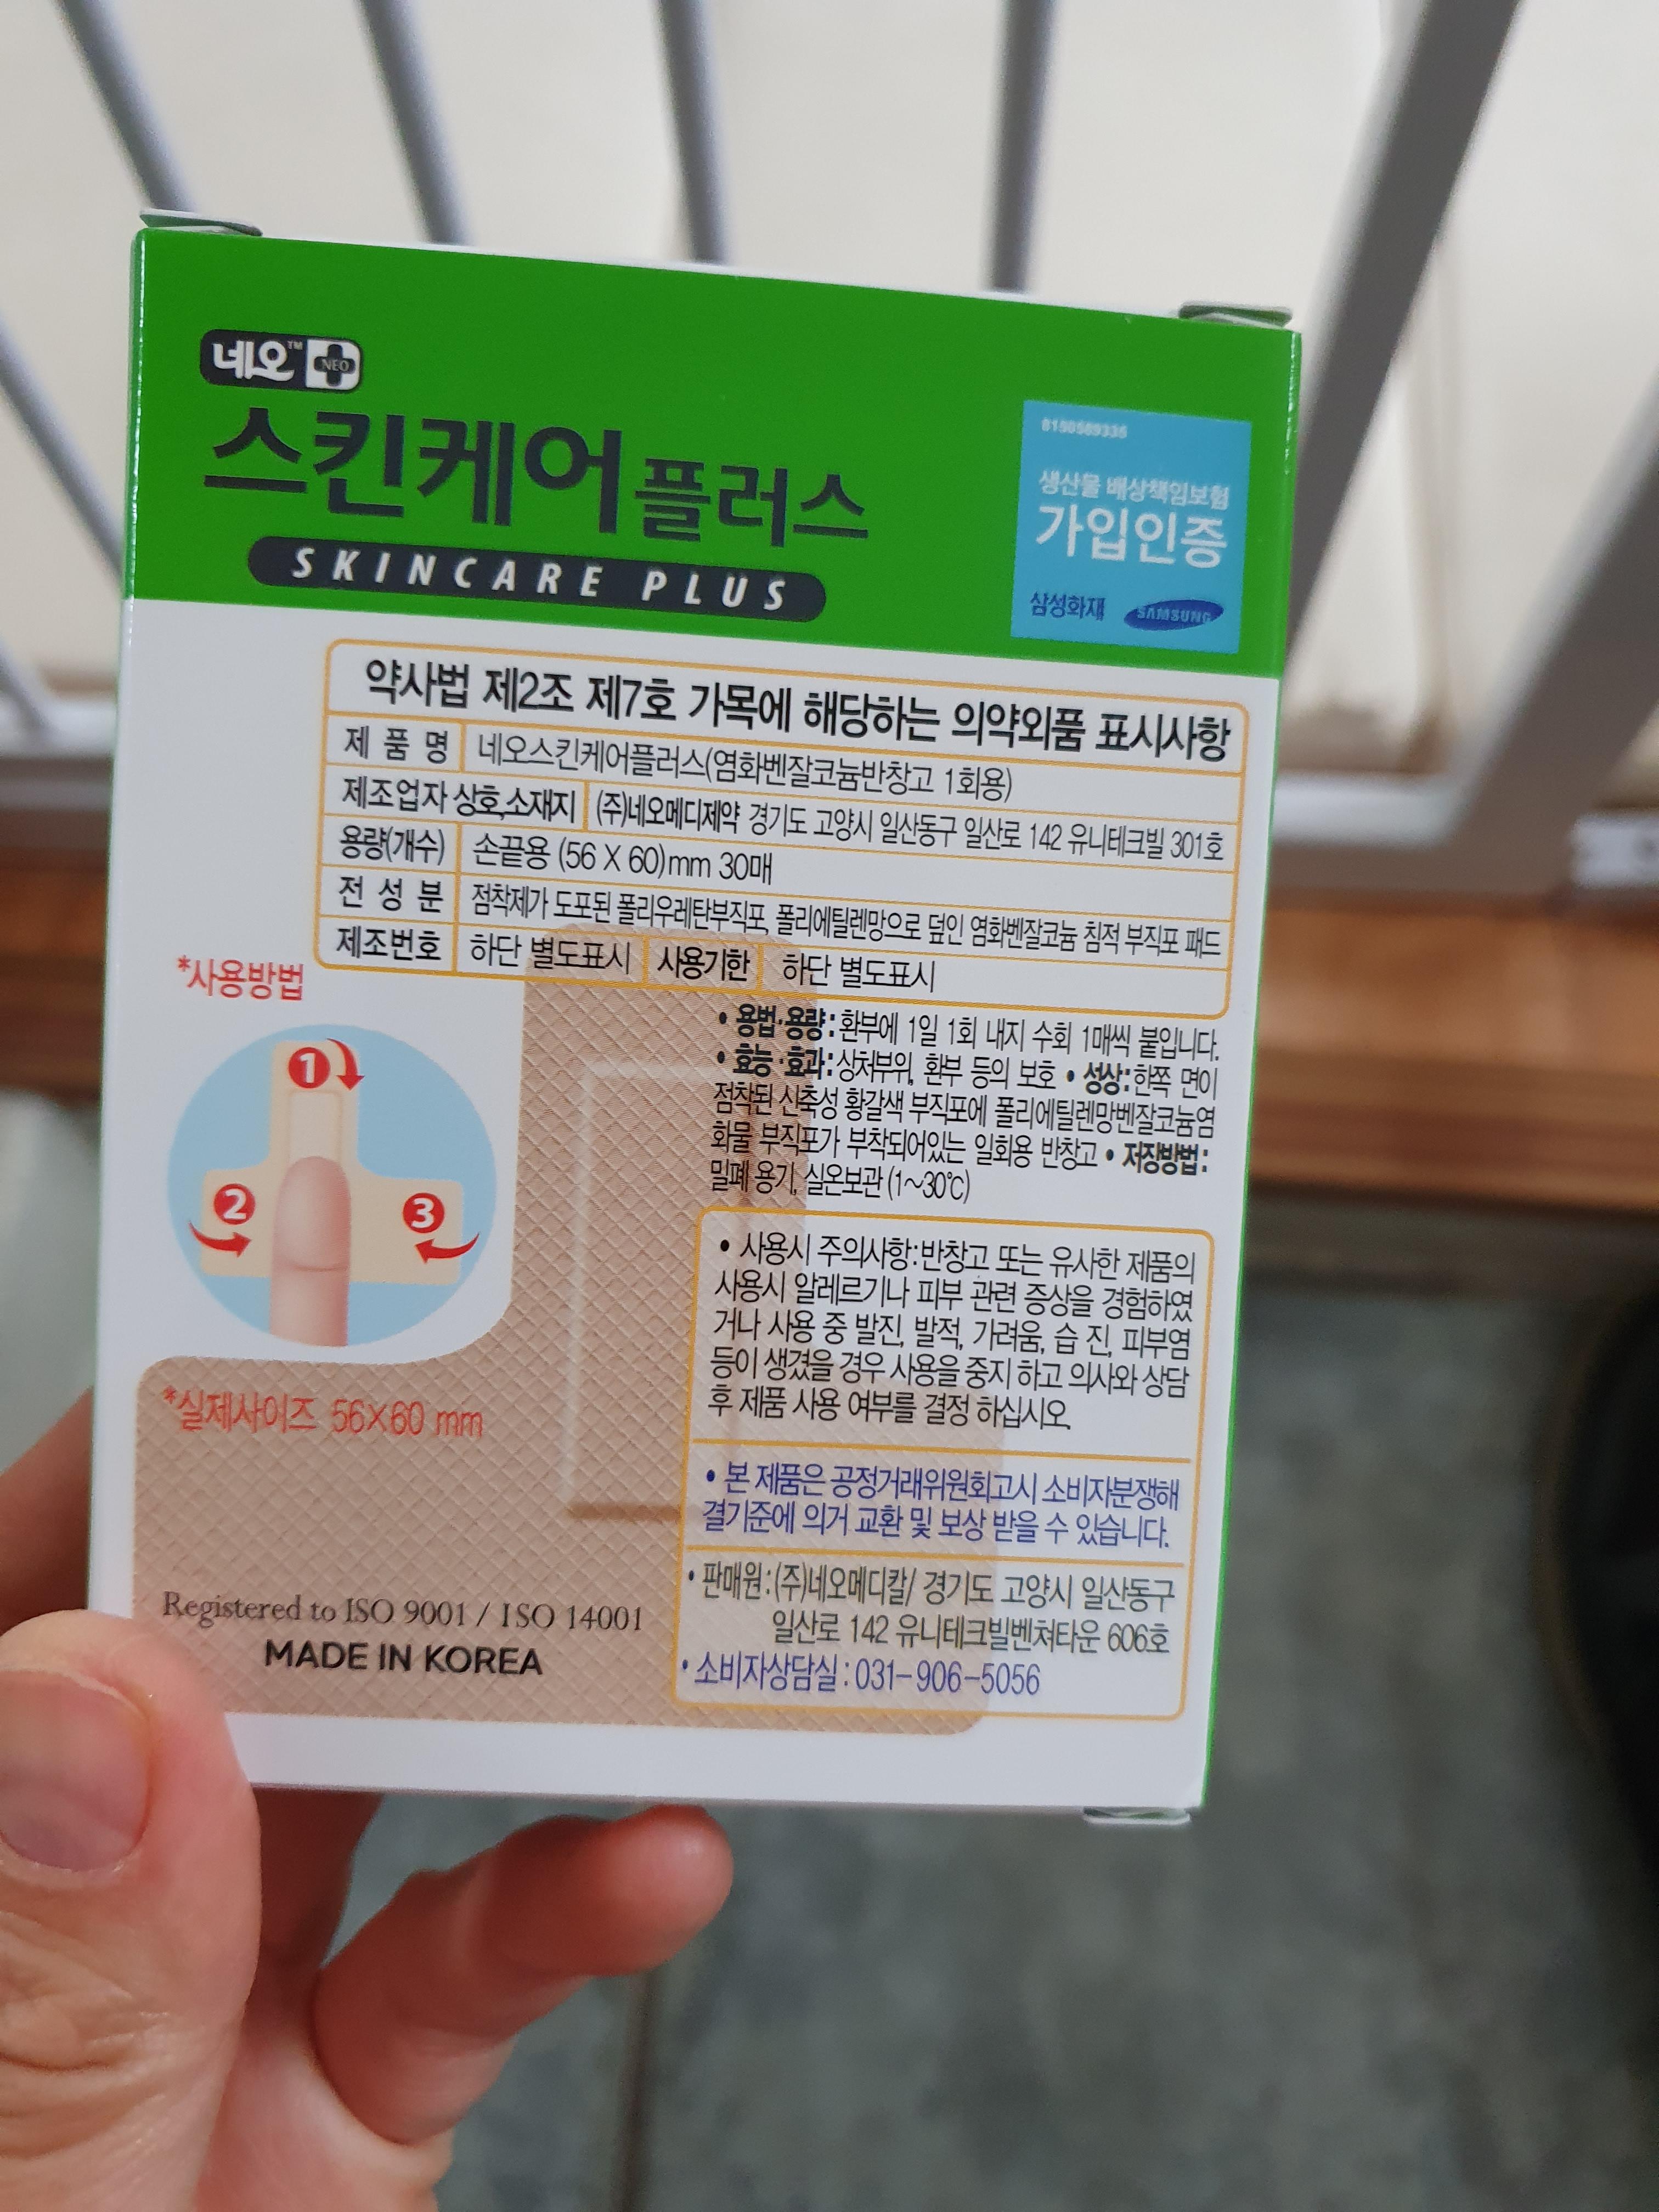 네오™ NEO
스킨케어플러스
SKINCARE PLUS
0190589336
생산물 배상책임보험
가입인증
삼성화재 SAMSUNG
약사법 제2조 제7호 가목에 해당하는 의약외품 표시사항
제 품 명 네오스킨케어플러스(염화벤잘코늄반창고 1회용)
제조업자 상호,소재지 (주)네오메디제약 경기도 고양시 일산동구 일산로 142 유니테크빌 301호
용량(개수) 손끝용 (56 X 60)mm 30매
전 성 분 점착제가 도포된 폴리우레탄부직포, 폴리에틸렌망으로 덮인 염화벤잘코늄 침적 부직포 패드
제조번호 하단 별도표시 사용기한 하단 별도표시
*사용방법
1
2
3
• 용법·용량: 환부에 1일 1회 내지 수회 1매씩 붙입니다.
• 효능·효과: 상처부위, 환부 등의 보호 • 성상: 한쪽 면이
점착된 신축성 황갈색 부직포에 폴리에틸렌망벤잘코늄염
화물 부직포가 부착되어있는 일회용 반창고 • 저장방법:
밀폐 용기, 실온보관 (1~30℃)
• 사용시 주의사항: 반창고 또는 유사한 제품의
사용시 알레르기나 피부 관련 증상을 경험하였
거나 사용 중 발진, 발적, 가려움, 습 진, 피부염
등이 생겼을 경우 사용을 중지 하고 의사와 상담
후 제품 사용 여부를 결정 하십시오.
*실제사이즈 56X60 mm
• 본 제품은 공정거래위원회고시 소비자분쟁해
결기준에 의거 교환 및 보상 받을 수 있습니다.
• 판매원: (주)네오메디칼/ 경기도 고양시 일산동구
일산로 142 유니테크빌벤처타운 606호
• 소비자상담실: 031-906-5056
Registered to ISO 9001 / ISO 14001
MADE IN KOREA